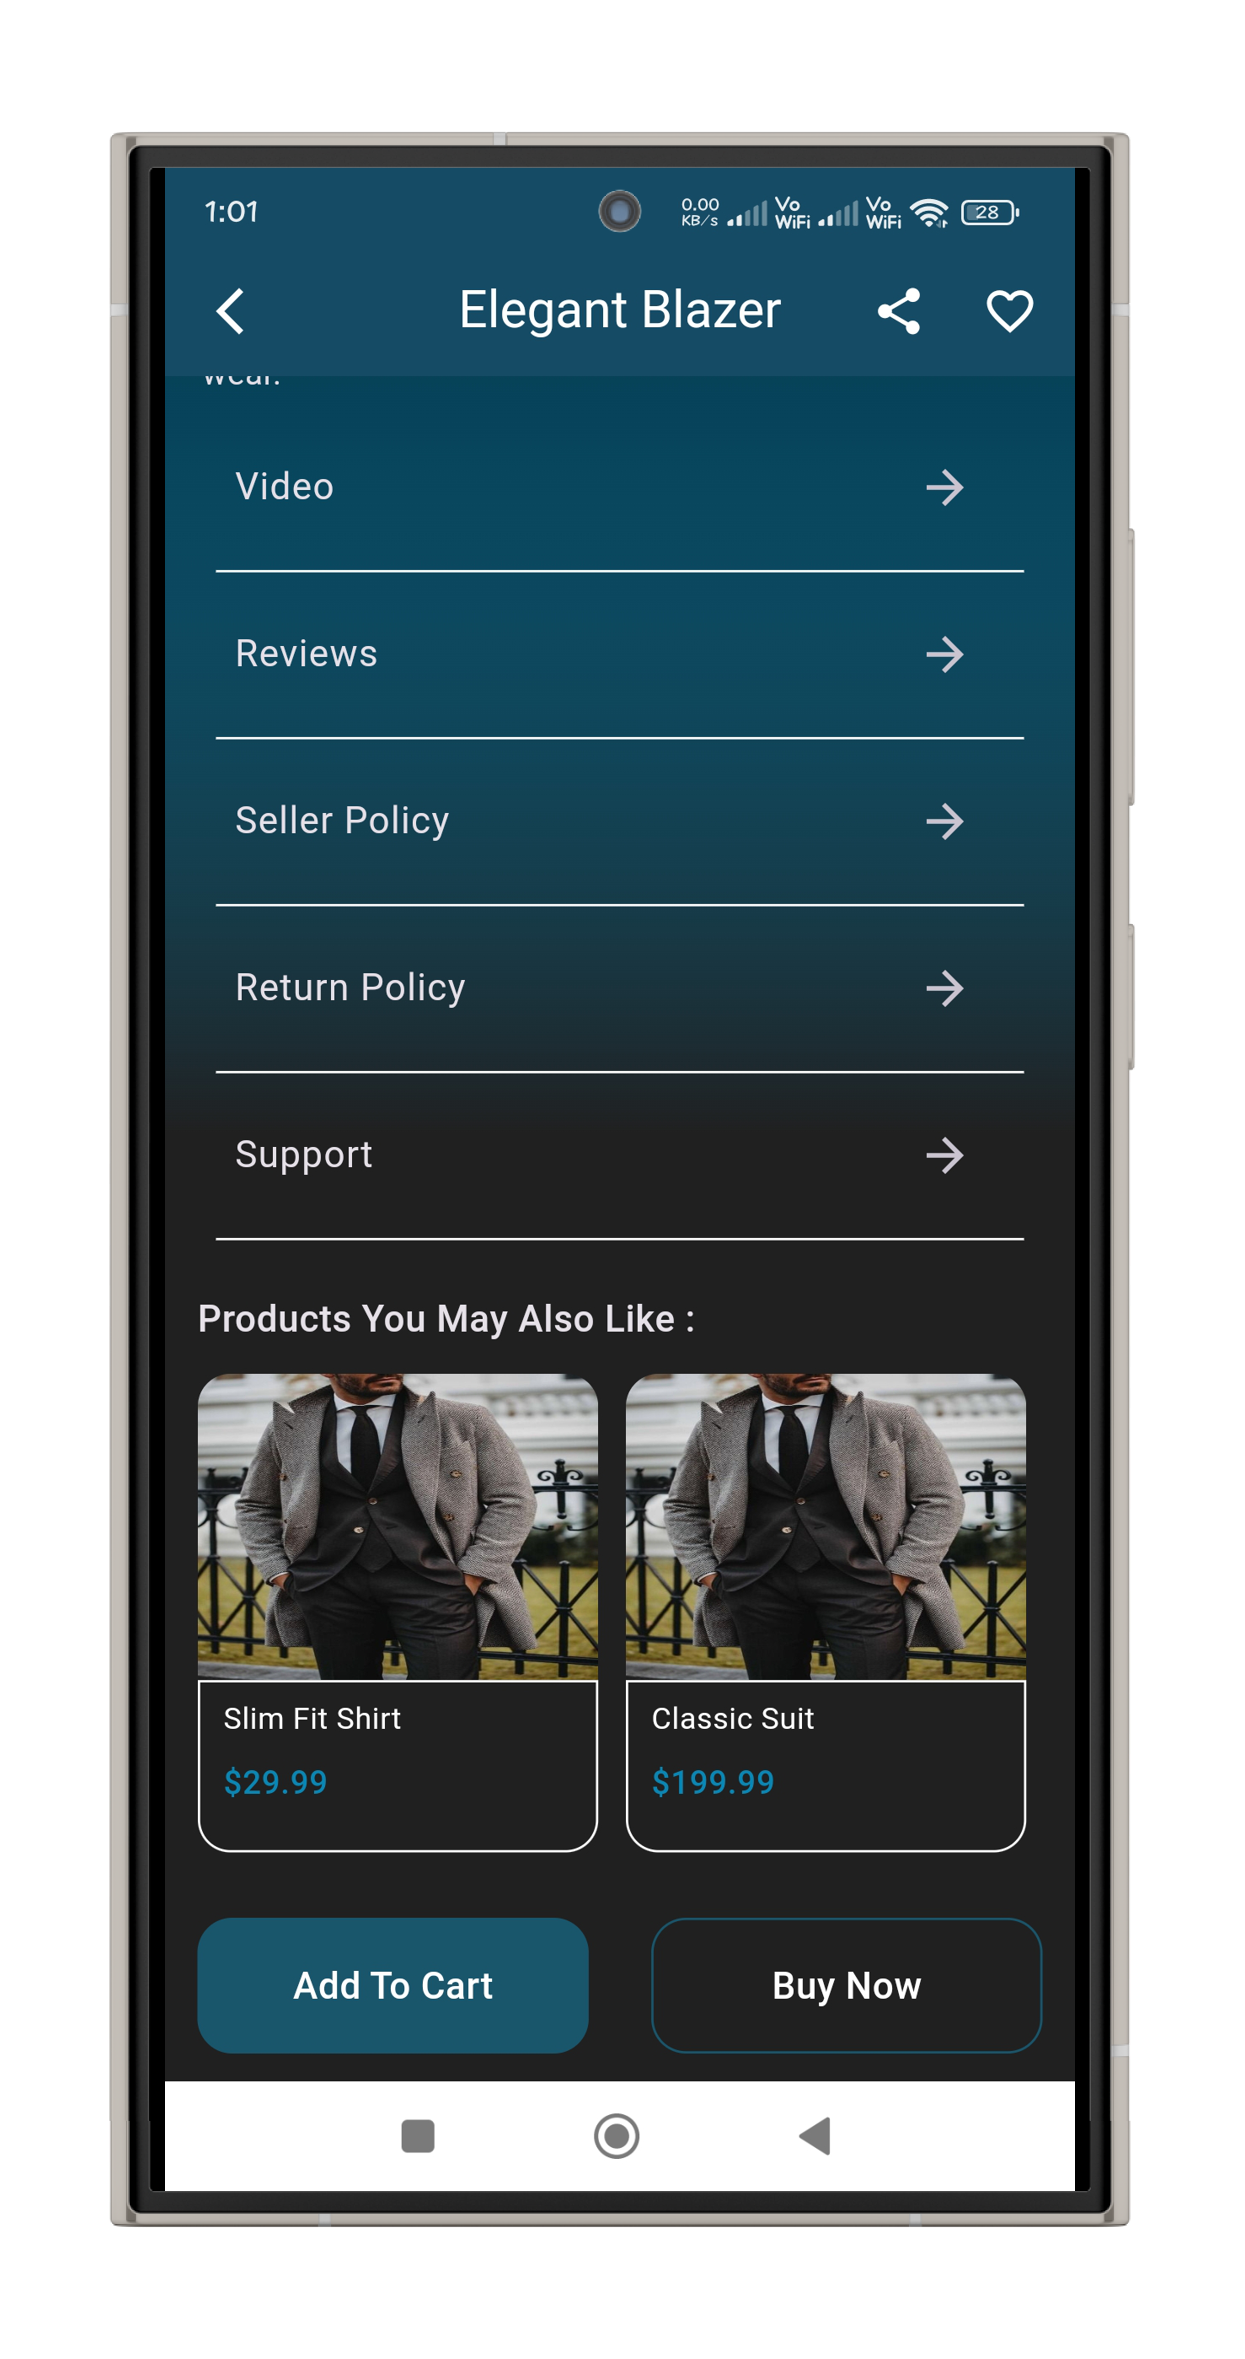 1:01
0.00
KB/s
Vo
WiFi
Vo
WiFi
28
Elegant Blazer
wear.
Video
Reviews
Seller Policy
Return Policy
Support
Products You May Also Like :
Slim Fit Shirt
Classic Suit
$29.99
$199.99
Add To Cart
Buy Now